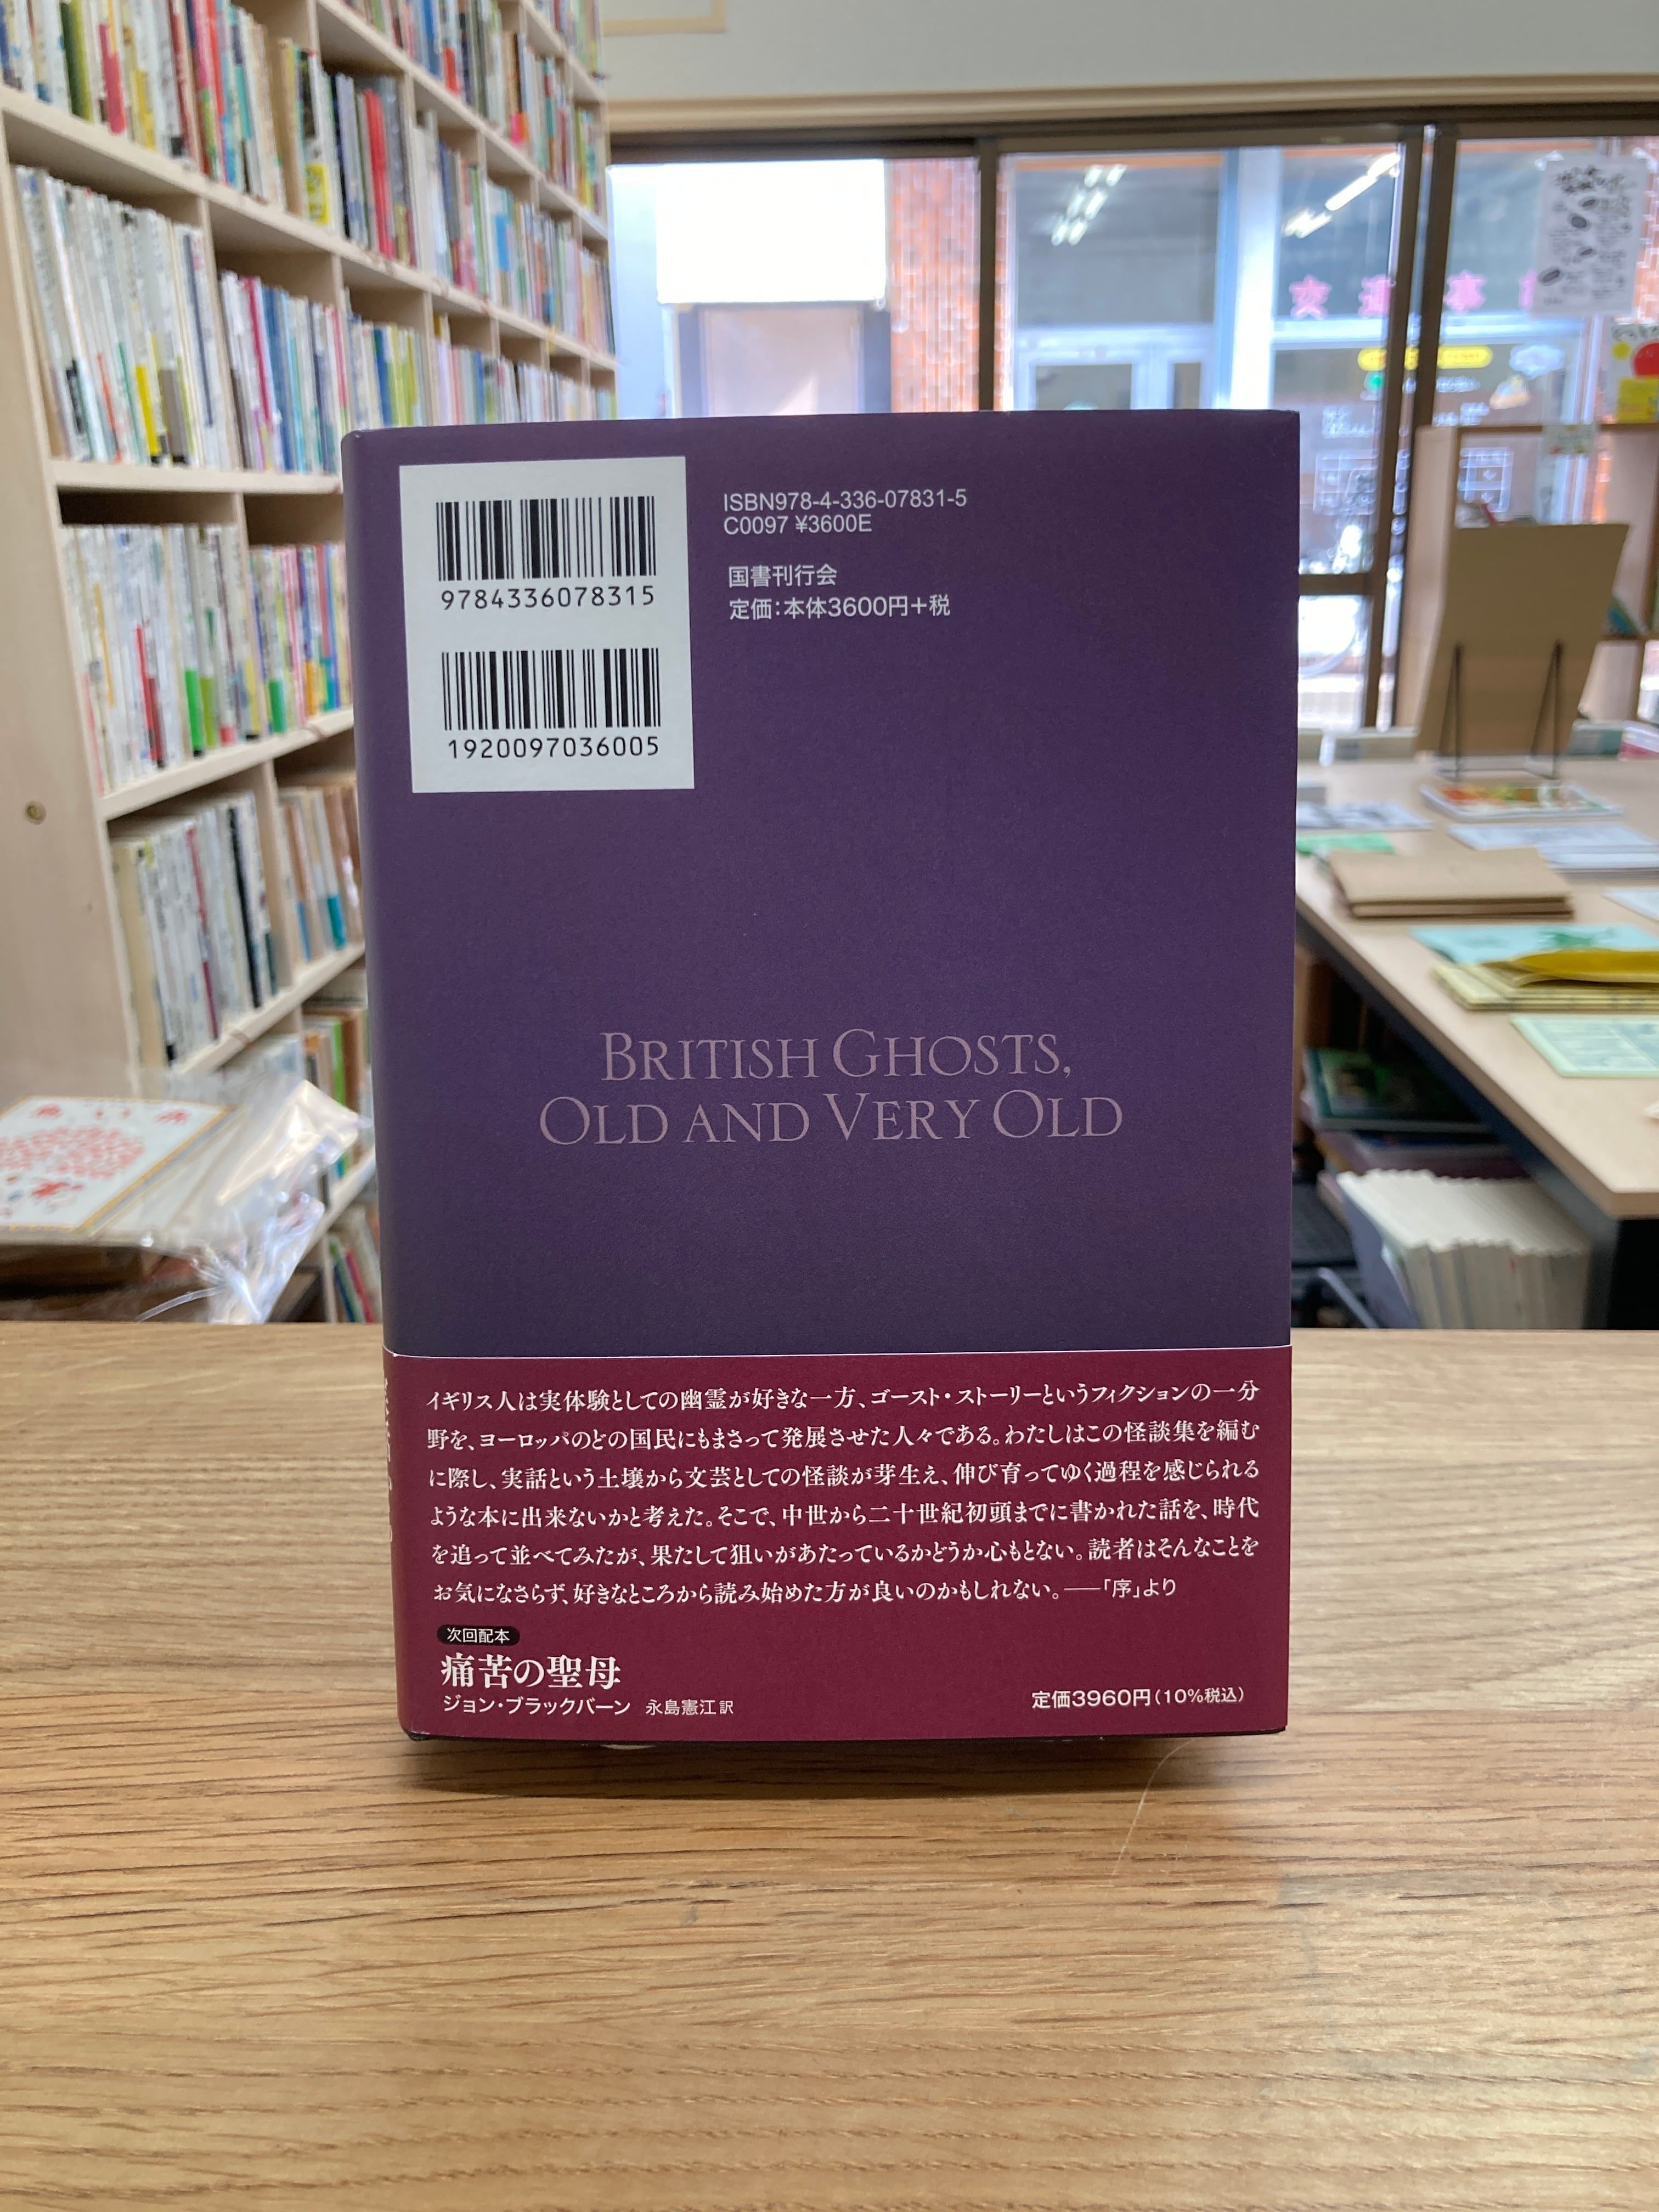 ISBN978-4-336-07831-5
C0097 ¥3600E
国書刊行会
定価:本体3600円+税
9784336078315
1920097036005
BRITISH GHOSTS,
OLD AND VERY OLD
イギリス人は実体験としての幽霊が好きな一方、ゴースト・ストーリーというフィクションの一分
野を、ヨーロッパのどの国民にもまさって発展させた人々である。わたしはこの怪談集を編む
に際し、実話という土壌から文芸としての怪談が芽生え、伸び育ってゆく過程を感じられる
ような本に出来ないかと考えた。そこで、中世から二十世紀初頭までに書かれた話を、時代
を追って並べてみたが、果たして狙いがあたっているかどうか心もとない。読者はそんなことを
お気になさらず、好きなところから読み始めた方が良いのかもしれない。——「序」より
次回配本
痛苦の聖母
ジョン・ブラックバーン 永島憲江 訳
定価3960円(10%税込)